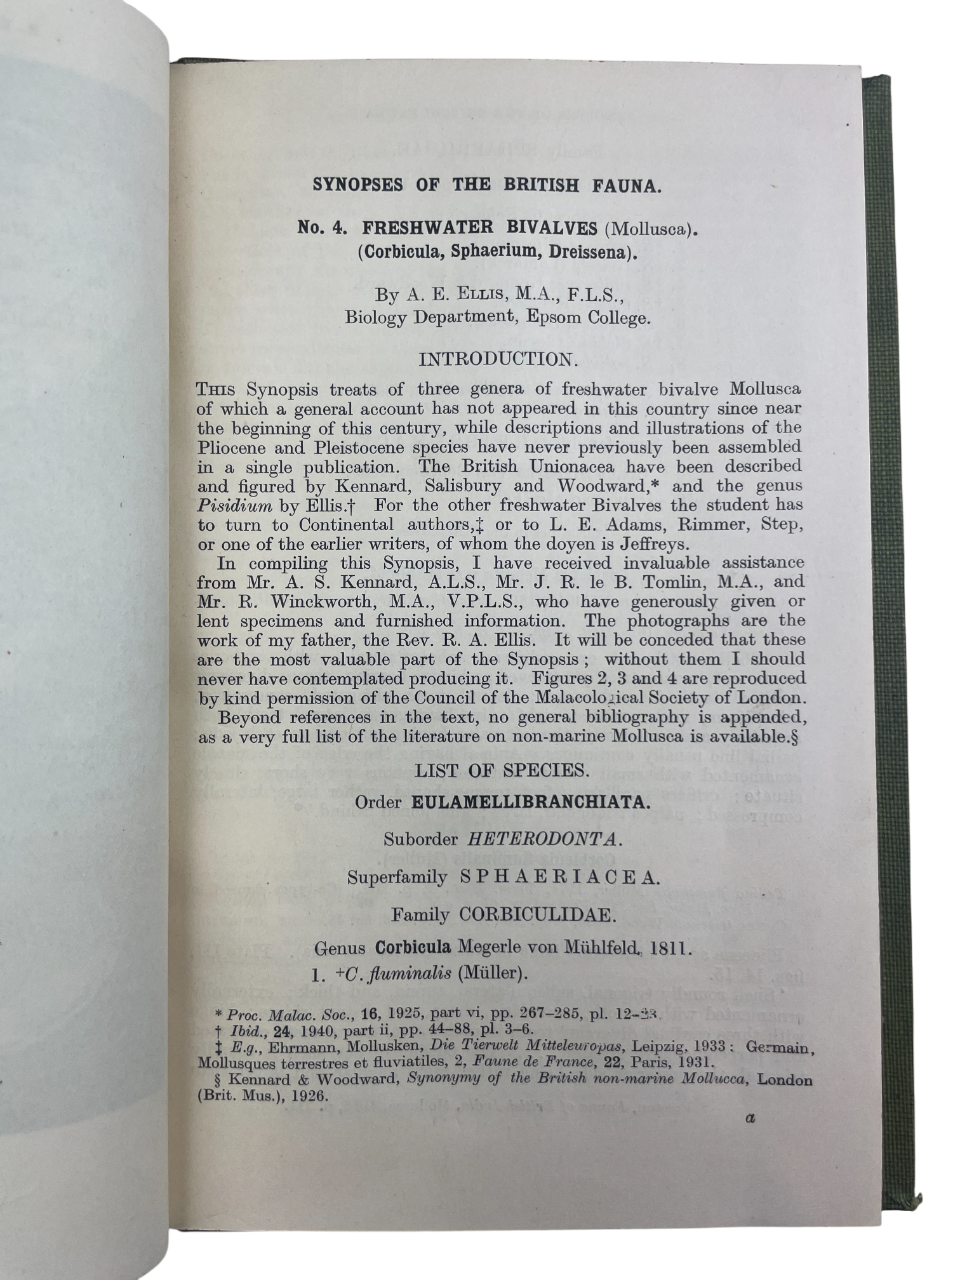 SYNOPSES OF THE BRITISH FAUNA.
No. 4. FRESHWATER BIVALVES (Mollusca).
(Corbicula, Sphaerium, Dreissena).
By A. E. Ellis, M.A., F.L.S.,
Biology Department, Epsom College.
INTRODUCTION.
This Synopsis treats of three genera of freshwater bivalve Mollusca
of which a general account has not appeared in this country since near
the beginning of this century, while descriptions and illustrations of the
Pliocene and Pleistocene species have never previously been assembled
in a single publication. The British Unionacea have been described
and figured by Kennard, Salisbury and Woodward,* and the genus
Pisidium by Ellis.† For the other freshwater Bivalves the student has
to turn to Continental authors,‡ or to L. E. Adams, Rimmer, Step,
or one of the earlier writers, of whom the doyen is Jeffreys.
In compiling this Synopsis, I have received invaluable assistance
from Mr. A. S. Kennard, A.L.S., Mr. J. R. le B. Tomlin, M.A., and
Mr. R. Winckworth, M.A., V.P.L.S., who have generously given or
lent specimens and furnished information. The photographs are the
work of my father, the Rev. R. A. Ellis. It will be conceded that these
are the most valuable part of the Synopsis; without them I should
never have contemplated producing it. Figures 2, 3 and 4 are reproduced
by kind permission of the Council of the Malacological Society of London.
Beyond references in the text, no general bibliography is appended,
as a very full list of the literature on non-marine Mollusca is available.§
LIST OF SPECIES.
Order EULAMELLIBRANCHIATA.
Suborder HETERODONTA.
Superfamily SPHAERIACEA.
Family CORBICULIDAE.
Genus Corbicula Megerle von Mühlfeld, 1811.
1. +C. fluminalis (Müller).
* Proc. Malac. Soc., 16, 1925, part vi, pp. 267–285, pl. 12–23.
† Ibid., 24, 1940, part ii, pp. 44–88, pl. 3–6.
‡ E.g., Ehrmann, Mollusken, Die Tierwelt Mitteleuropas, Leipzig, 1933: Germain,
Mollusques terrestres et fluviatiles, 2, Faune de France, 22, Paris, 1931.
§ Kennard & Woodward, Synonymy of the British non-marine Mollucca, London
(Brit. Mus.), 1926.
a